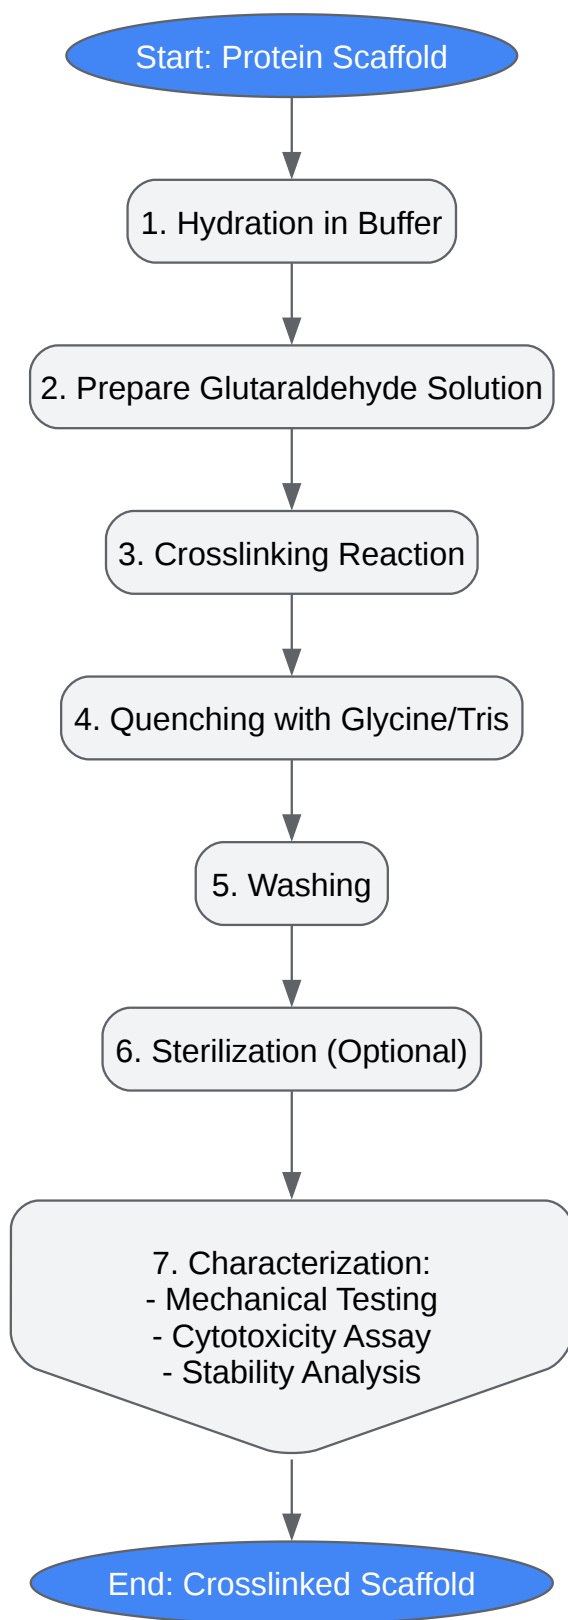 Start: Protein Scaffold
1. Hydration in Buffer
2. Prepare Glutaraldehyde Solution
3. Crosslinking Reaction
4. Quenching with Glycine/Tris
5. Washing
6. Sterilization (Optional)
7. Characterization:
- Mechanical Testing
- Cytotoxicity Assay
- Stability Analysis
End: Crosslinked Scaffold